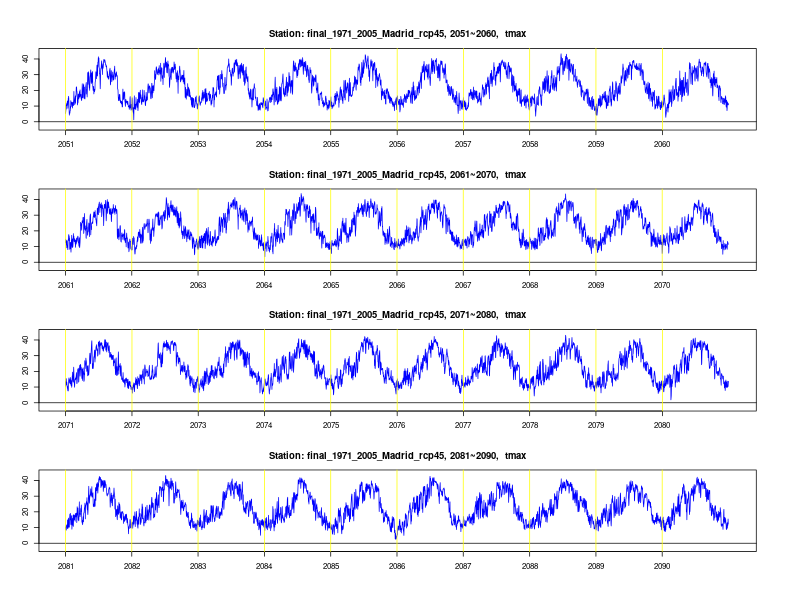 Station: final_1971_2005_Madrid_rcp45, 2051~2060, tmax
40
30
20
10
0
2051 2052 2053 2054 2055 2056 2057 2058 2059 2060
Station: final_1971_2005_Madrid_rcp45, 2061~2070, tmax
40
30
20
10
0
2061 2062 2063 2064 2065 2066 2067 2068 2069 2070
Station: final_1971_2005_Madrid_rcp45, 2071~2080, tmax
40
30
20
10
0
2071 2072 2073 2074 2075 2076 2077 2078 2079 2080
Station: final_1971_2005_Madrid_rcp45, 2081~2090, tmax
40
30
20
10
0
2081 2082 2083 2084 2085 2086 2087 2088 2089 2090